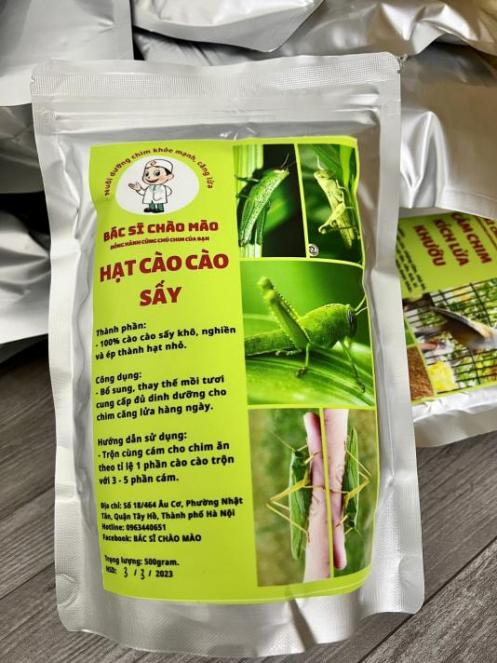 Nuôi dưỡng chim khỏe mạnh, căng lửa
BÁC SĨ CHÀO MÀO
ĐỒNG HÀNH CÙNG CHÚ CHIM CỦA BẠN
HẠT CÀO CÀO
SẤY
Thành phần:
- 100% cào cào sấy khô, nghiền
và ép thành hạt nhỏ.
Công dụng:
- Bổ sung, thay thế mồi tươi
cung cấp đủ dinh dưỡng cho
chim căng lửa hàng ngày.
Hướng dẫn sử dụng:
- Trộn cùng cám cho chim ăn
theo tỉ lệ 1 phần cào cào trộn
với 3 - 5 phần cám.
Địa chỉ: Số 18/464 Âu Cơ, Phường Nhật
Tân, Quận Tây Hồ, Thành phố Hà Nội
Hotline: 0963440651
Facebook: BÁC SĨ CHÀO MÀO
Trọng lượng: 500gram.
HSD: 3 / 3 / 2023
CÁM CHIM
KÍCH LỬA
KHƯỚU